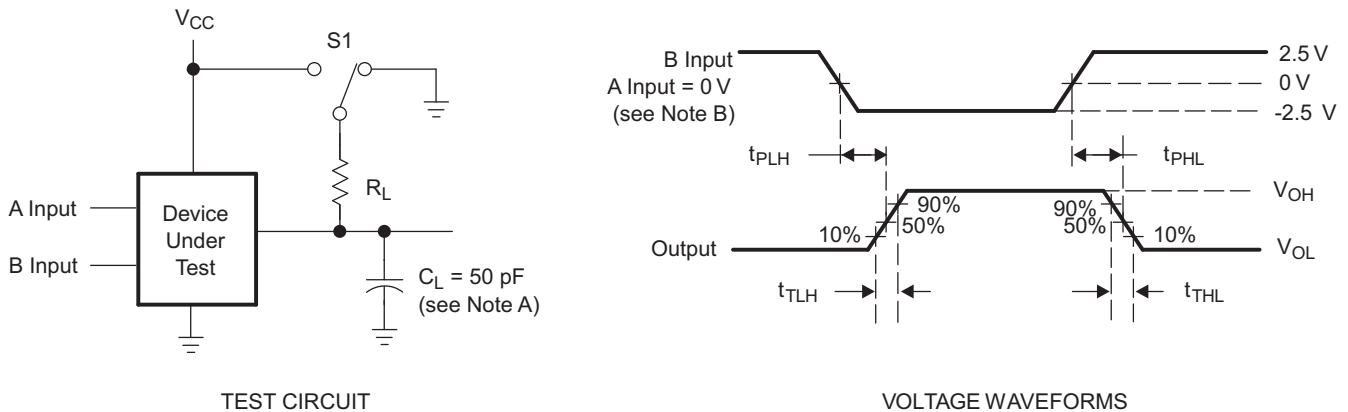 VCC
S1
RL
A Input
B Input
Device
Under
Test
CL = 50 pF
(see Note A)
TEST CIRCUIT
B Input
A Input = 0 V
(see Note B)
2.5 V
0 V
-2.5 V
tPLH
tPHL
VOH
90%
50%
10%
90%
50%
10%
Output
VOL
tTLH
tTHL
VOLTAGE WAVEFORMS